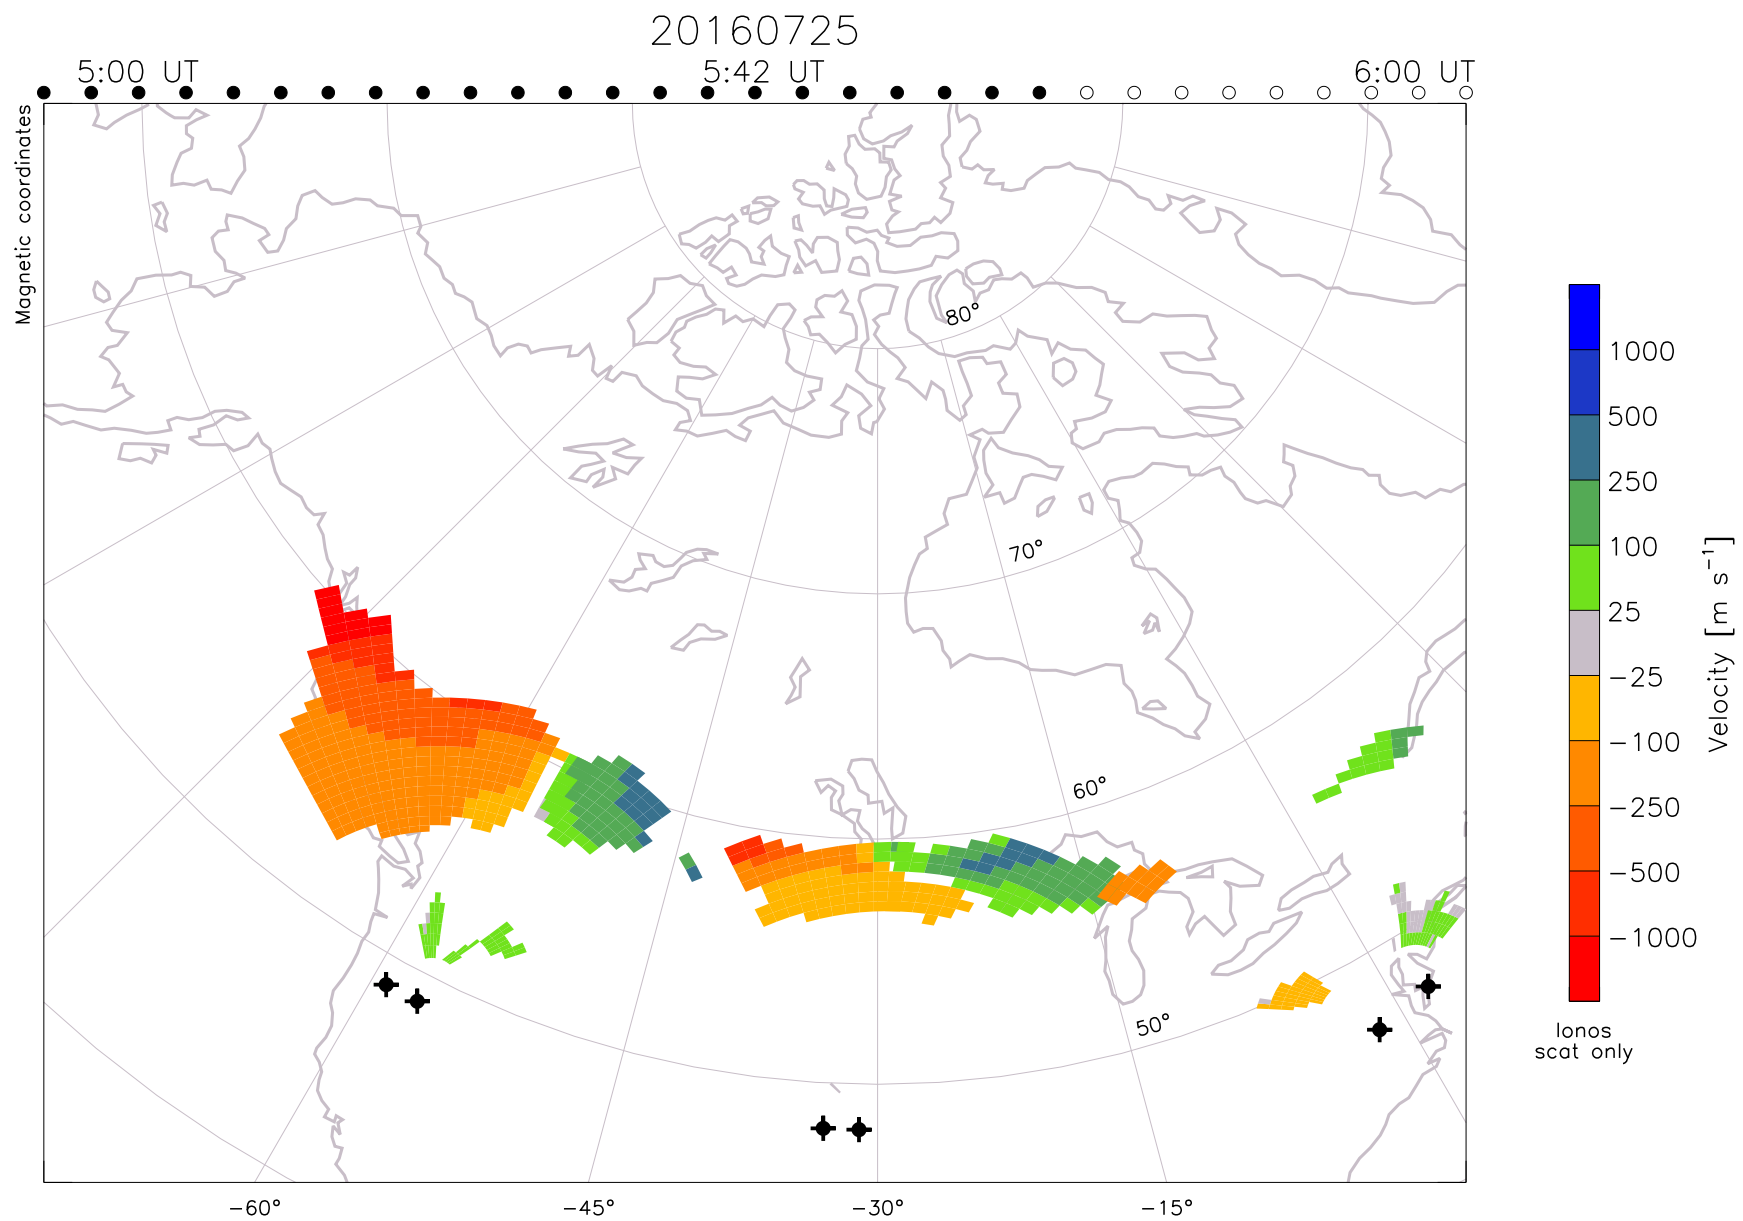 20160725
5:00 UT
5:42 UT
6:00 UT
Magnetic coordinates
80°
70°
60°
50°
1000
500
250
100
25
−25
−100
−250
−500
−1000
Velocity [m s⁻¹]
Ionos
scat only
−60°
−45°
−30°
−15°